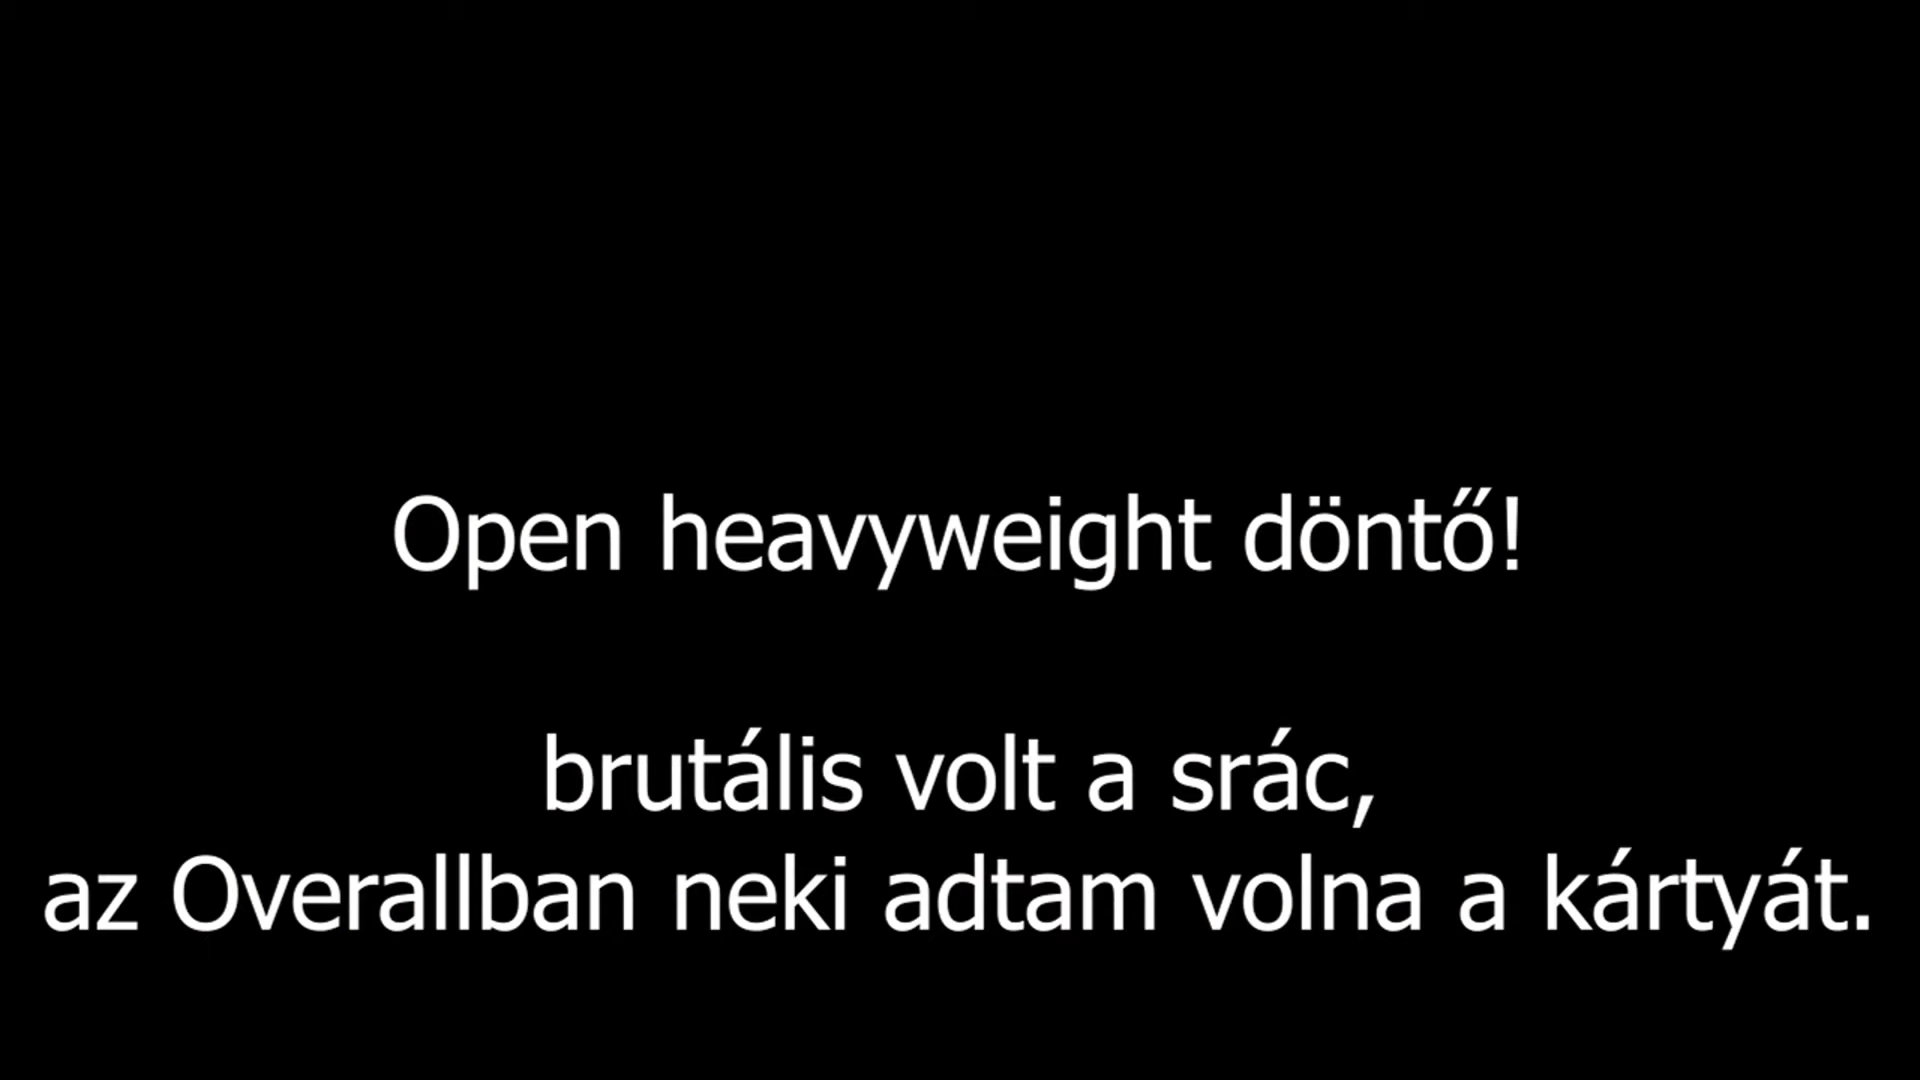 Open heavyweight döntő!
brutális volt a srác,
az Overallban neki adtam volna a kártyát.